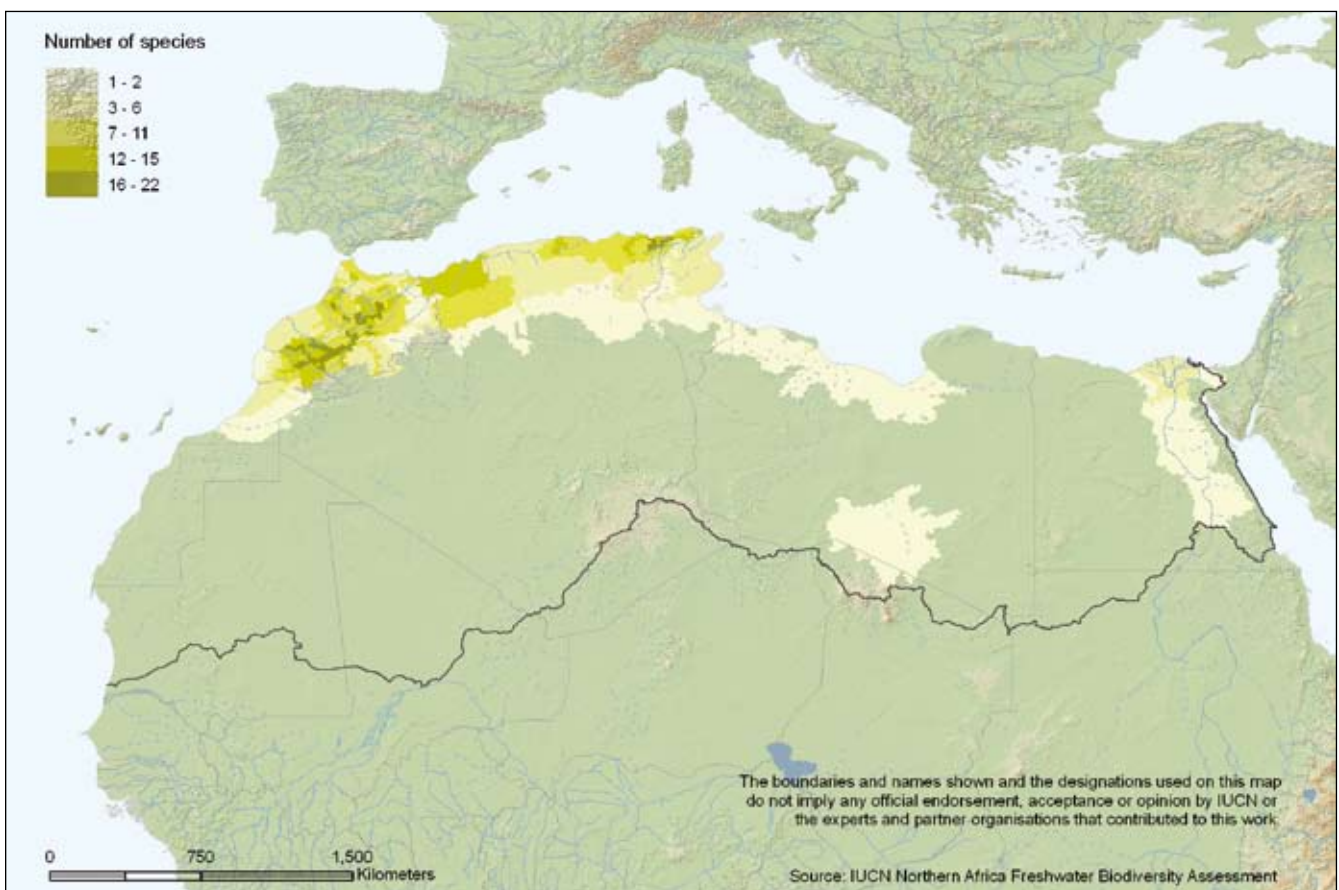 Number of species
1 - 2
3 - 6
7 - 11
12 - 15
16 - 22
The boundaries and names shown and the designations used on this map
do not imply any official endorsement, acceptance or opinion by IUCN or
the experts and partner organisations that contributed to this work
0 750 1,500
Kilometers
Source: IUCN Northern Africa Freshwater Biodiversity Assessment